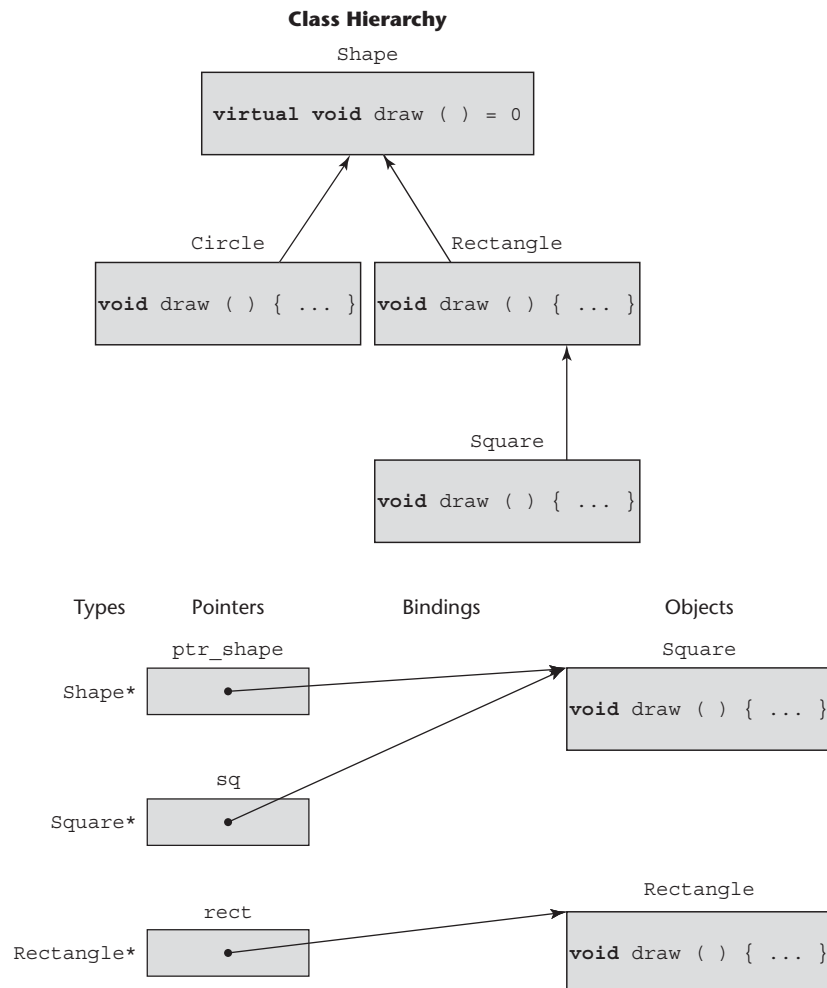 Class Hierarchy
Shape
virtual void draw ( ) = 0
Circle
Rectangle
void draw ( ) { ... }
void draw ( ) { ... }
Square
void draw ( ) { ... }
Types
Pointers
Bindings
Objects
ptr_shape
Square
Shape*
void draw ( ) { ... }
sq
Square*
rect
Rectangle
Rectangle*
void draw ( ) { ... }